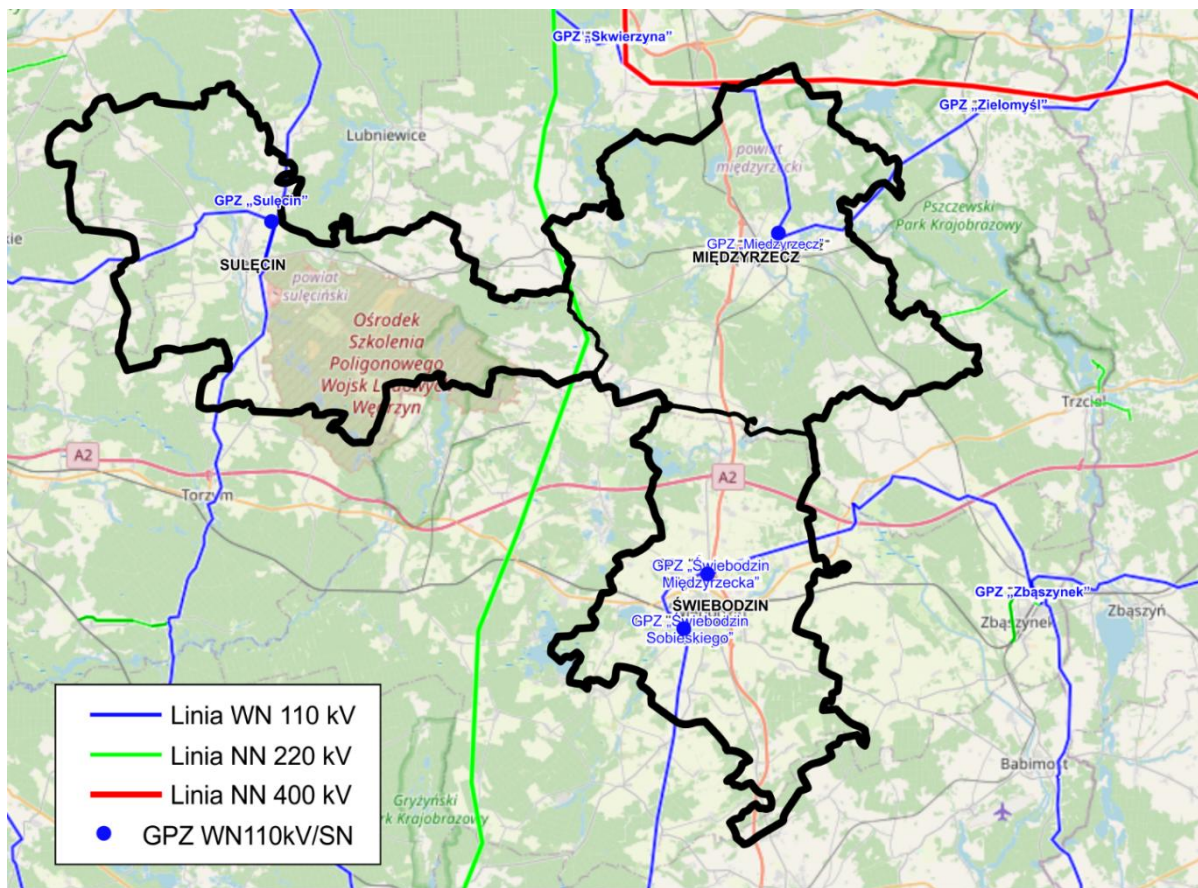 GPZ „Skwierzyna”
GPZ „Zielomyśl”
Lubniewice
powiat
międzyrzecki
GPZ „Sulęcin”
Pszczewski
Park Krajobrazowy
GPZ „Międzyrzecz”
MIĘDZYRZECZ
SULĘCIN
powiat
sulęciński
Ośrodek
Szkolenia
Poligonowego
Wojsk Lądowych
Wędrzyn
Trzciel
A2
A2
Torzym
GPZ „Świebodzin
Międzyrzecka”
ŚWIEBODZIN
GPZ „Świebodzin
Sobieskiego”
GPZ „Zbąszynek”
Zbąszynek
Zbąszyń
Babimost
Gryżyński
Park Krajobrazowy
Linia WN 110 kV
Linia NN 220 kV
Linia NN 400 kV
GPZ WN110kV/SN